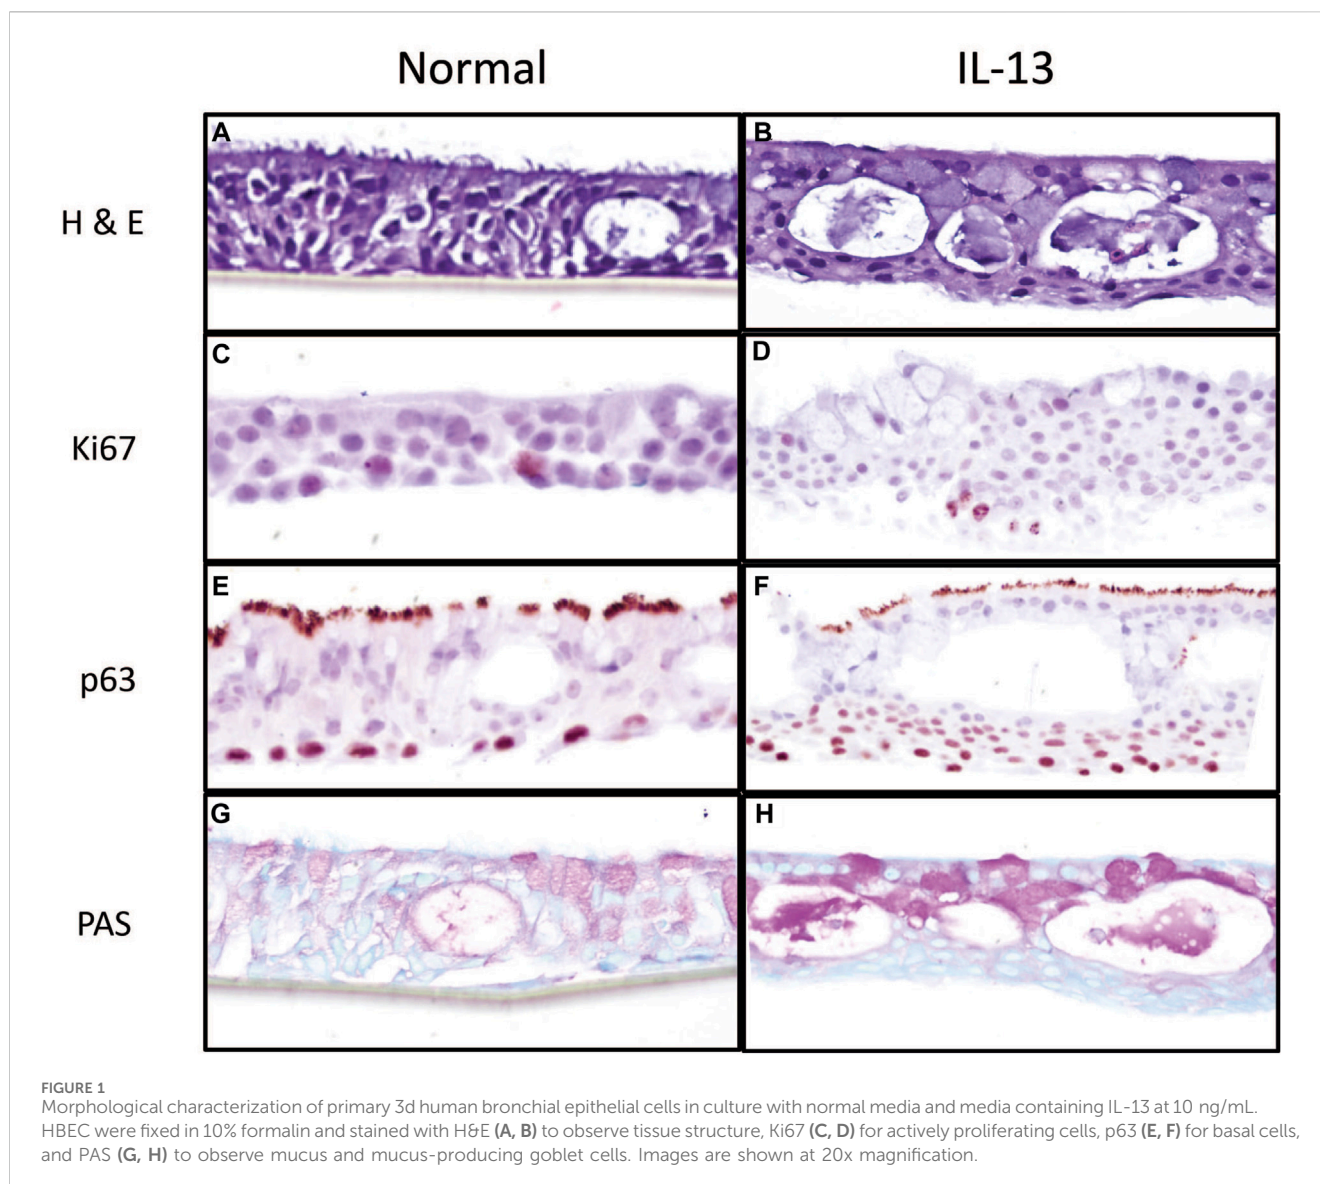 Normal
IL-13
H & E
A
B
Ki67
C
D
p63
E
F
PAS
G
H
FIGURE 1
Morphological characterization of primary 3d human bronchial epithelial cells in culture with normal media and media containing IL-13 at 10 ng/mL.
HBEC were fixed in 10% formalin and stained with H&E (A, B) to observe tissue structure, Ki67 (C, D) for actively proliferating cells, p63 (E, F) for basal cells,
and PAS (G, H) to observe mucus and mucus-producing goblet cells. Images are shown at 20x magnification.